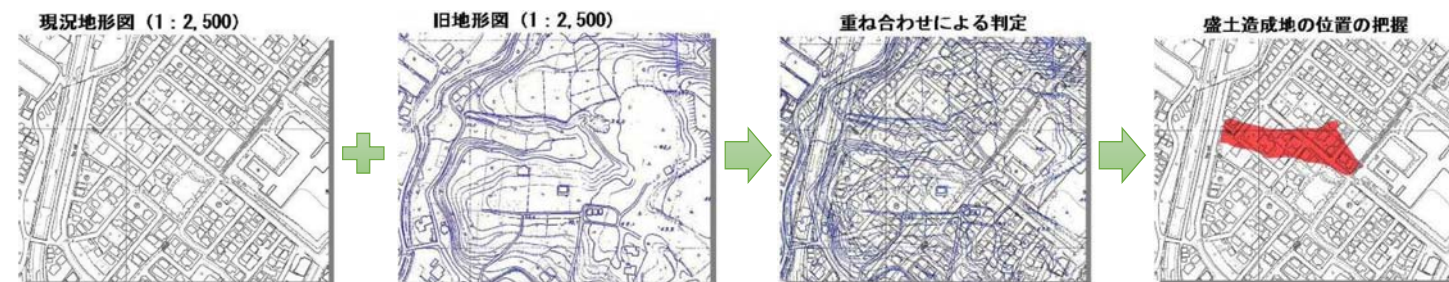 現況地形図（1：2,500）
旧地形図（1：2,500）
重ね合わせによる判定
盛土造成地の位置の把握